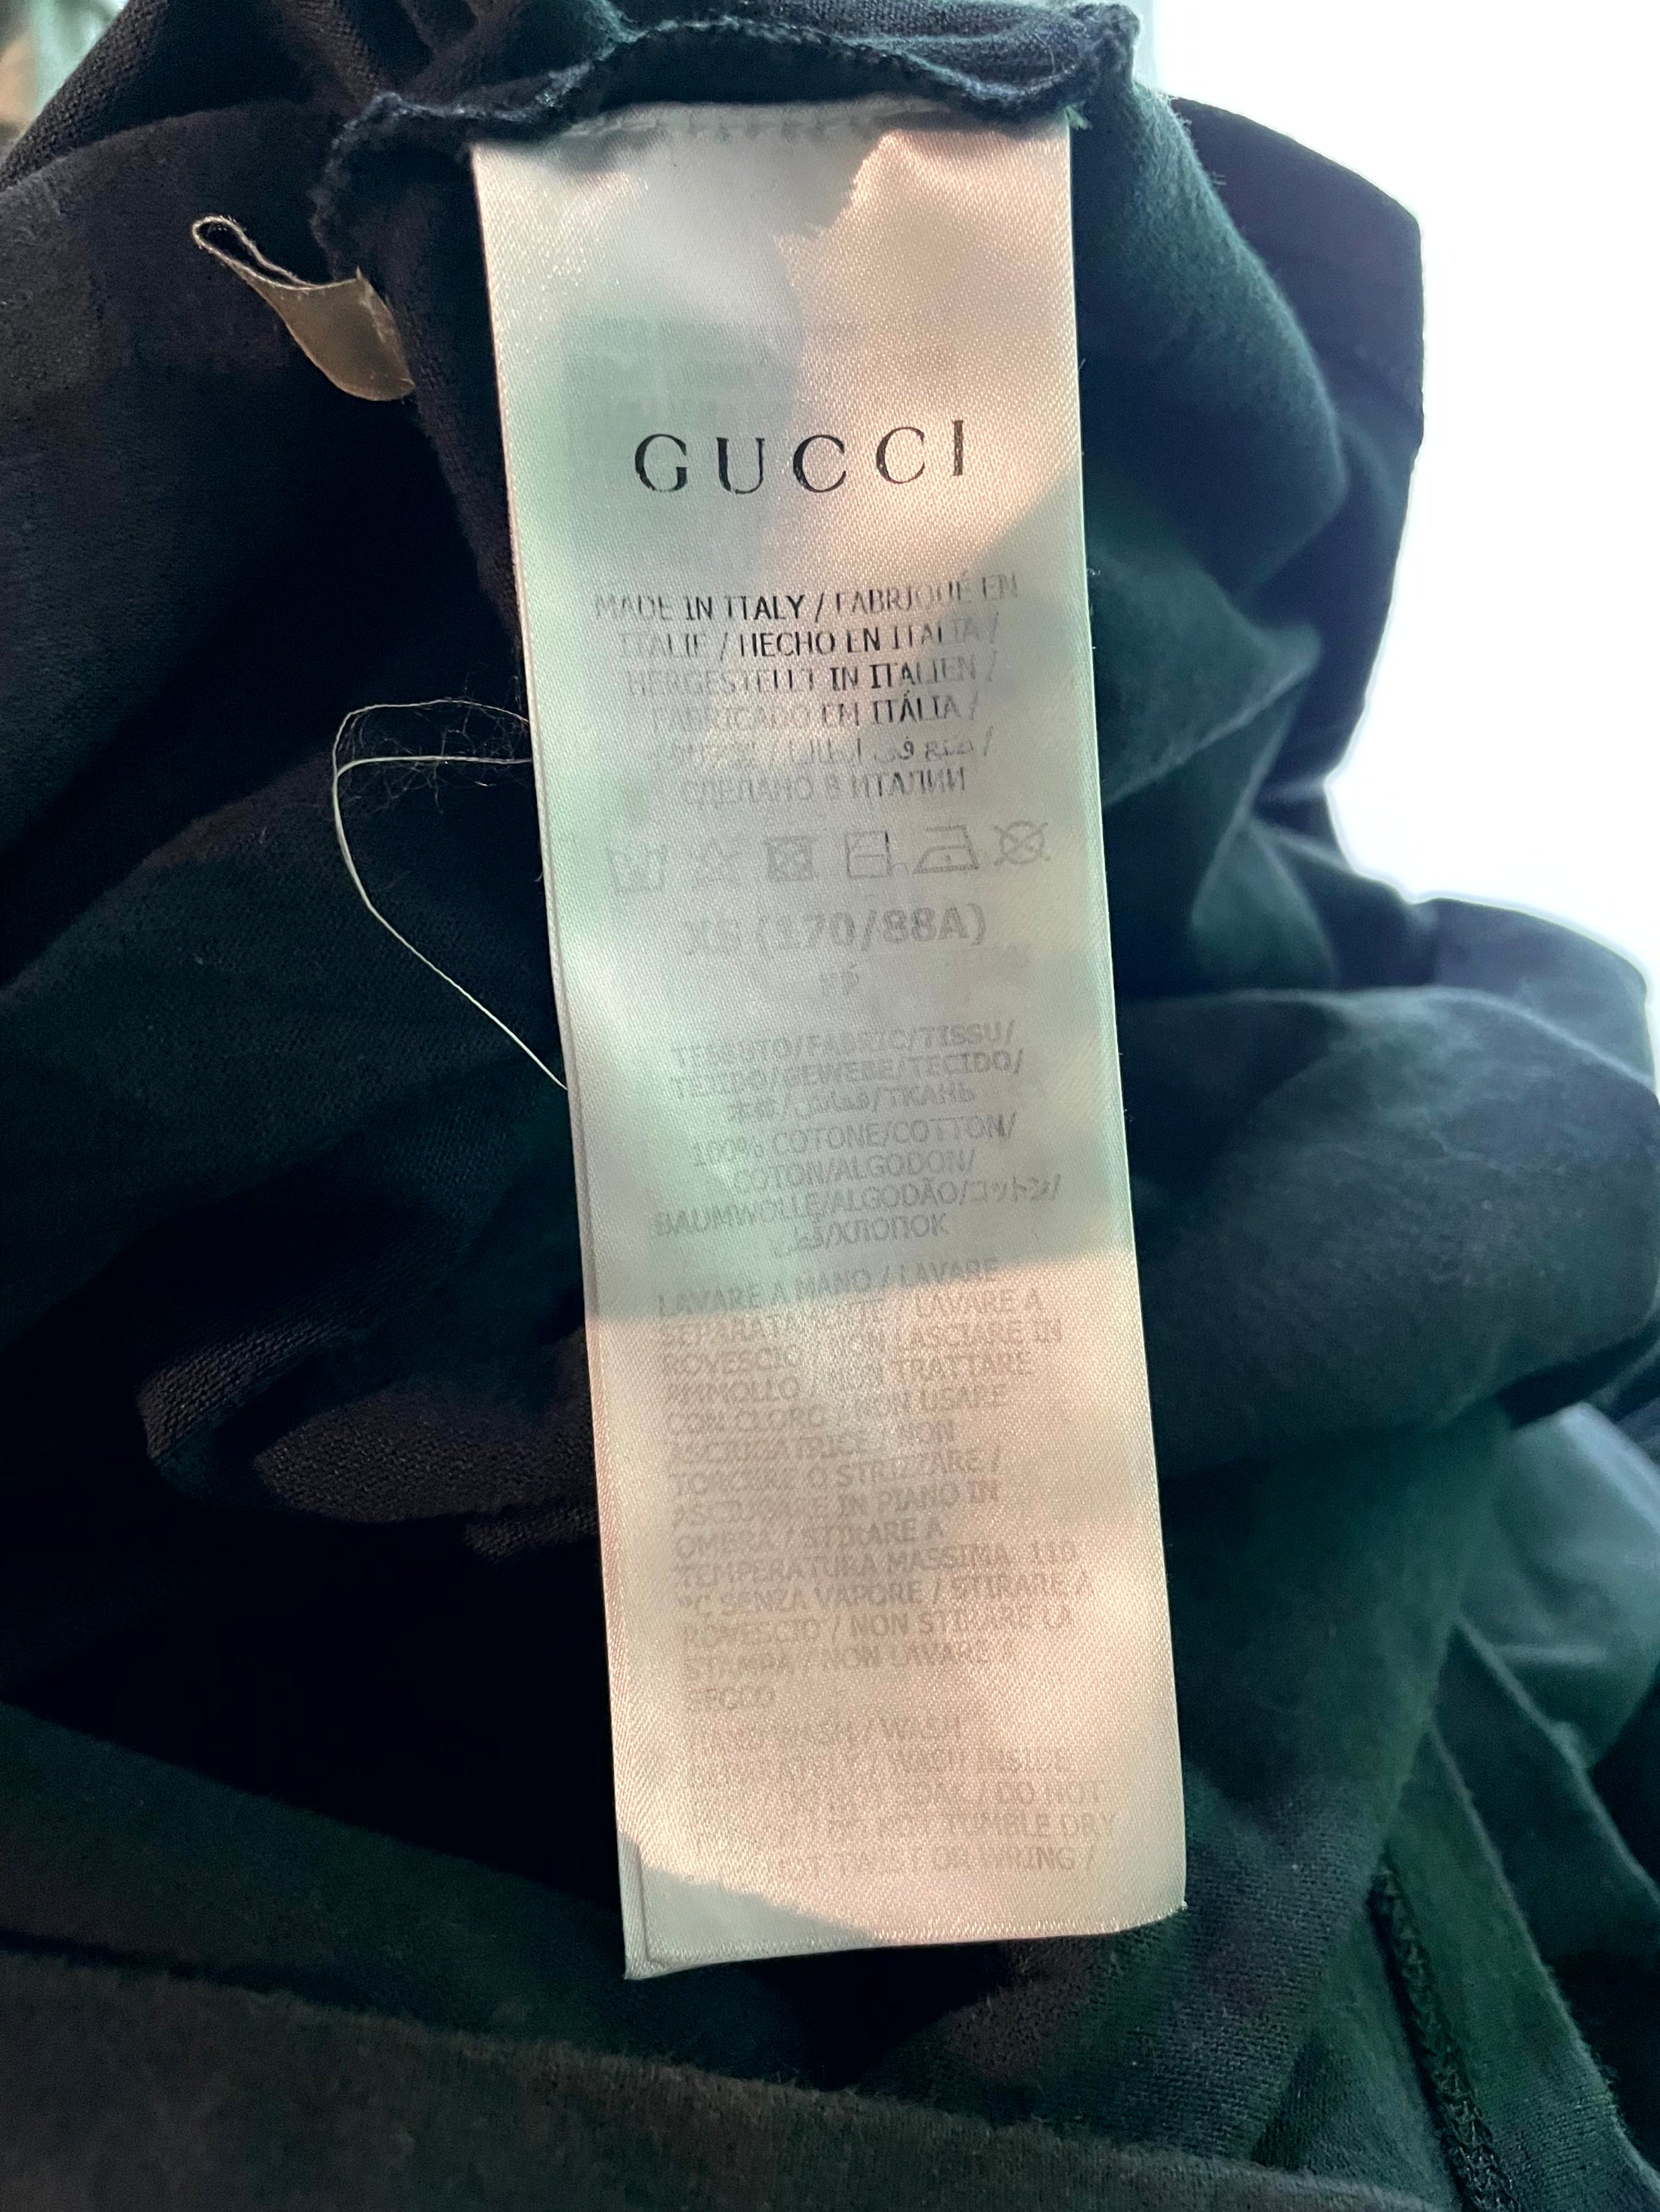 GUCCI
MADE IN ITALY / FABRIQUÉ EN
ITALIE / HECHO EN ITALIA /
HERGESTELLT IN ITALIEN /
FABRICADO EM ITÁLIA /
/ صنع في إيطاليا /
СДЕЛАНО В ИТАЛИИ
XS (170/88A)
TESSUTO/FABRIC/TISSU/
TEJIDO/GEWEBE/TECIDO/
/ТКАНЬ
100% COTONE/COTTON/
COTON/ALGODON/
BAUMWOLLE/ALGODÃO/コットン/
قطن/ХЛОПОК
LAVARE A MANO / LAVARE
SEPARATAMENTE / LAVARE A
ROVESCIO / NON LASCIARE IN
AMMOLLO / NON TRATTARE
CON CLORO / NON USARE
ASCIUGATRICE / NON
TORCERE O STRIZZARE /
ASCIUGARE IN PIANO IN
OMBRA / STIRARE A
TEMPERATURA MASSIMA 110
°C SENZA VAPORE / STIRARE A
ROVESCIO / NON STIRARE LA
STAMPA / NON LAVARE A
SECCO
HAND WASH / WASH
SEPARATELY / WASH INSIDE
DO NOT SOAK / DO NOT
DO NOT TUMBLE DRY
NOT TWIST OR WRING /